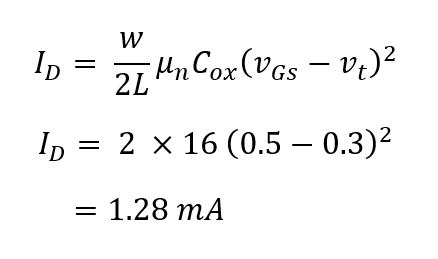 I_D = w/2L μ_n C_ox (v_Gs − v_t)²
I_D = 2 × 16 (0.5 − 0.3)²
= 1.28 mA